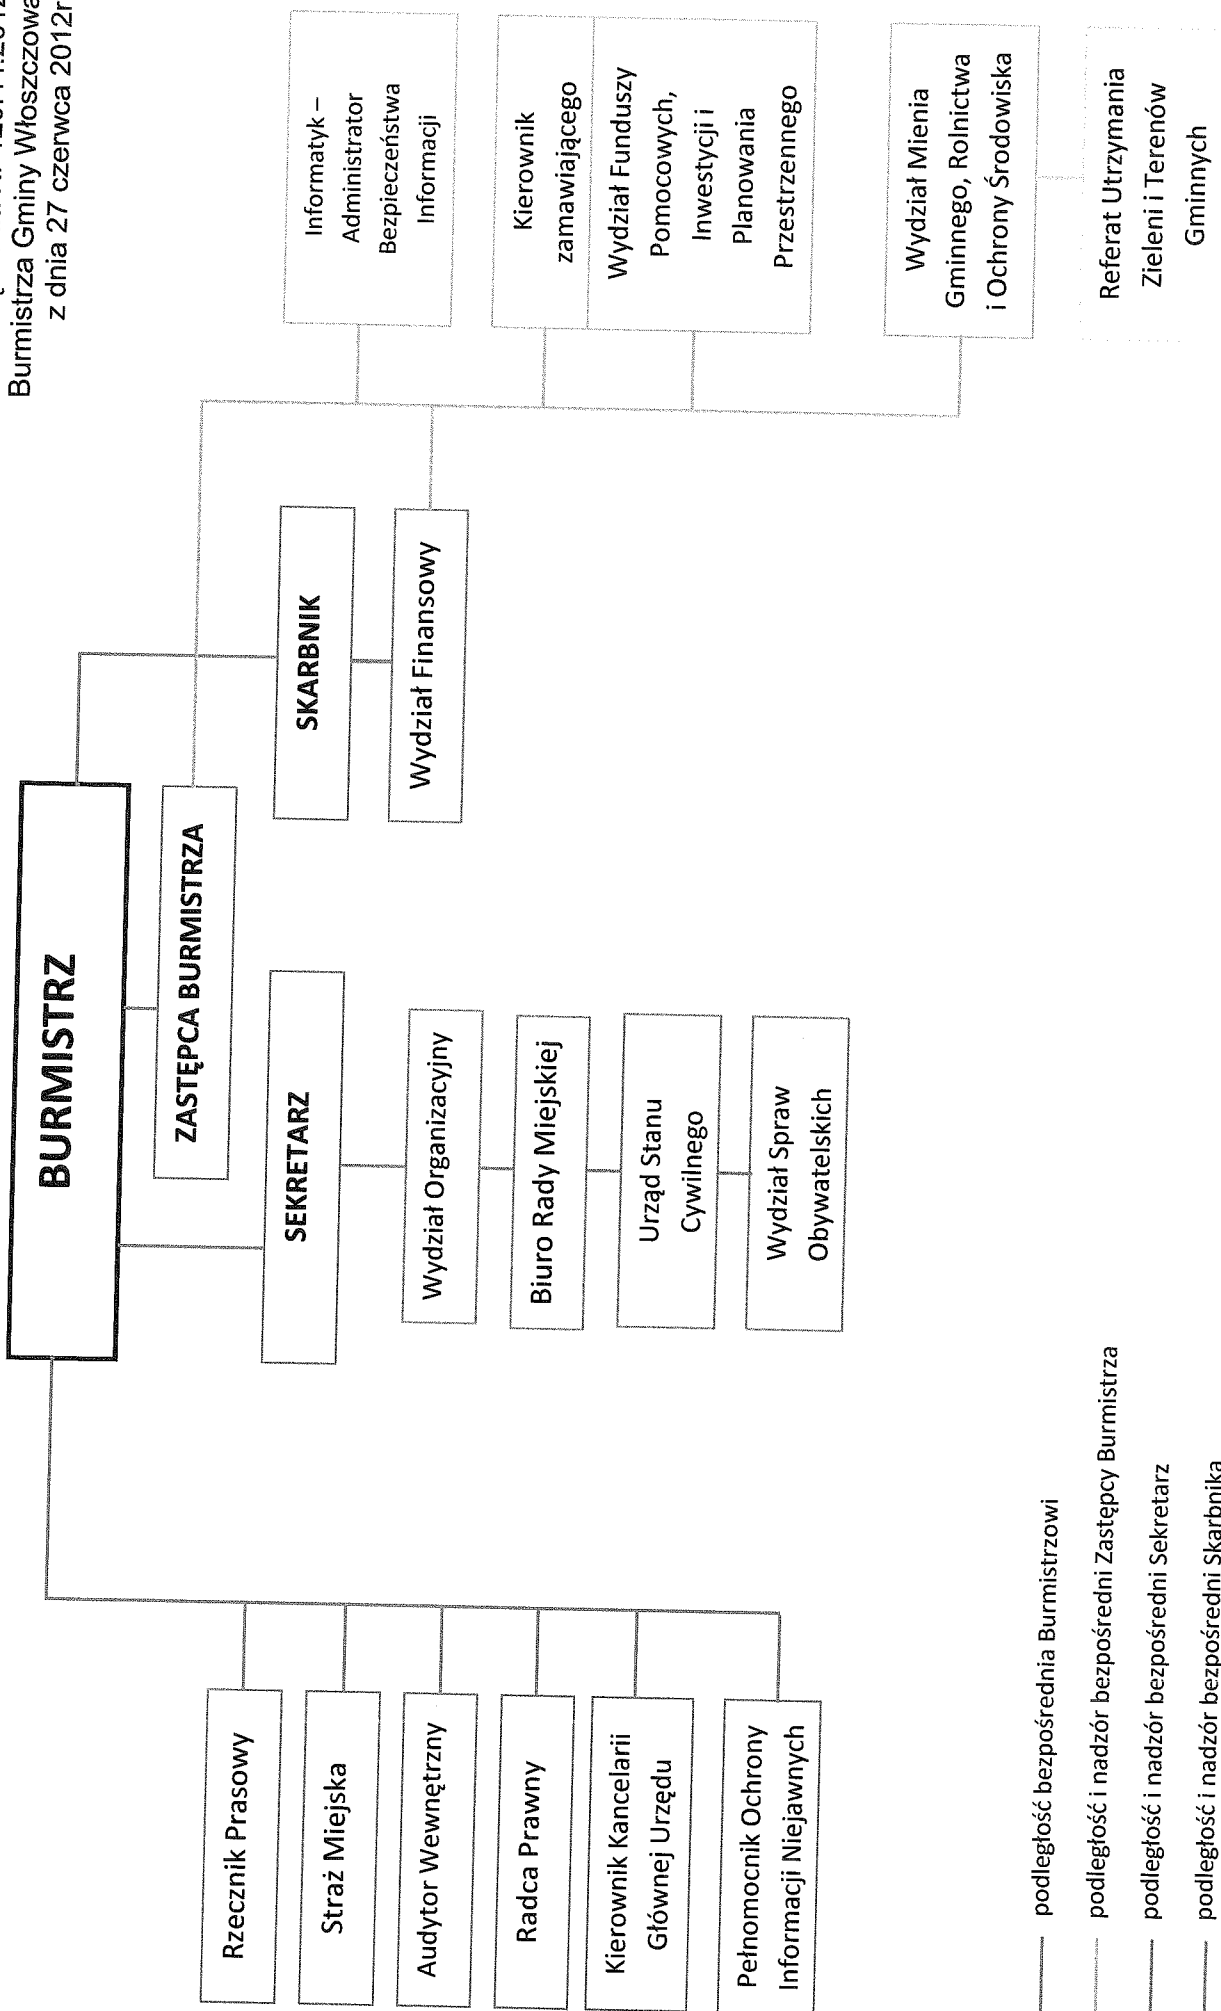 Burmistrza Gminy Włoszczowa
z dnia 27 czerwca 2012r
BURMISTRZ
ZASTĘPCA BURMISTRZA
SEKRETARZ
SKARBNIK
Rzecznik Prasowy
Straż Miejska
Audytor Wewnętrzny
Radca Prawny
Kierownik Kancelarii
Głównej Urzędu
Pełnomocnik Ochrony
Informacji Niejawnych
Wydział Organizacyjny
Biuro Rady Miejskiej
Urząd Stanu
Cywilnego
Wydział Spraw
Obywatelskich
Wydział Finansowy
Informatyk –
Administrator
Bezpieczeństwa
Informacji
Kierownik
zamawiającego
Wydział Funduszy
Pomocowych,
Inwestycji i
Planowania
Przestrzennego
Wydział Mienia
Gminnego, Rolnictwa
i Ochrony Środowiska
Referat Utrzymania
Zieleni i Terenów
Gminnych
podległość bezpośrednia Burmistrzowi
podległość i nadzór bezpośredni Zastępcy Burmistrza
podległość i nadzór bezpośredni Sekretarz
podległość i nadzór bezpośredni Skarbnika